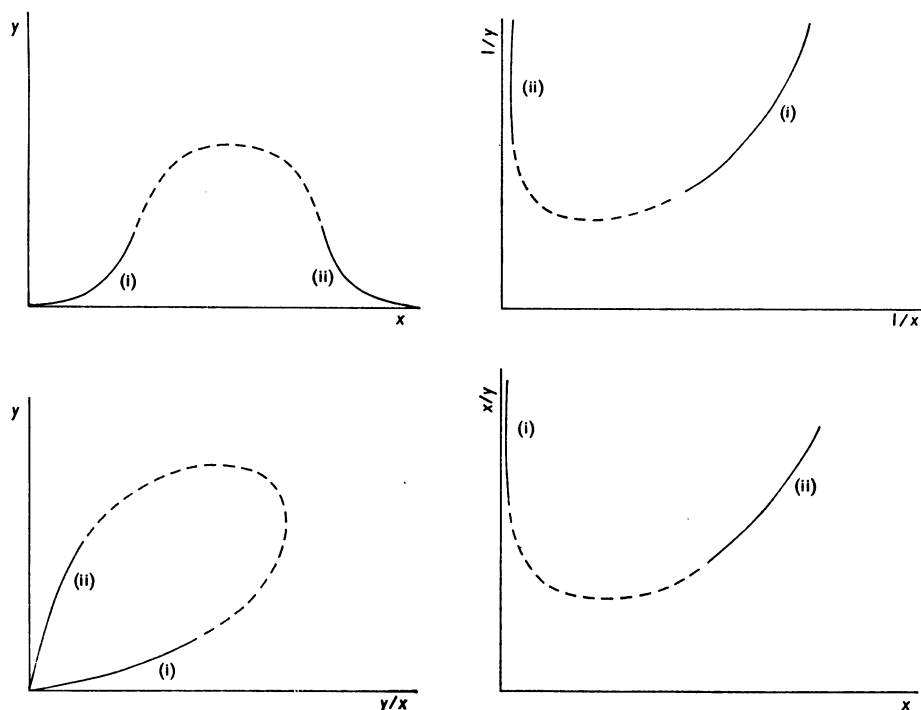 y
(i)
(ii)
x
1/y
(ii)
(i)
1/x
y
(ii)
(i)
y/x
x/y
(i)
(ii)
x